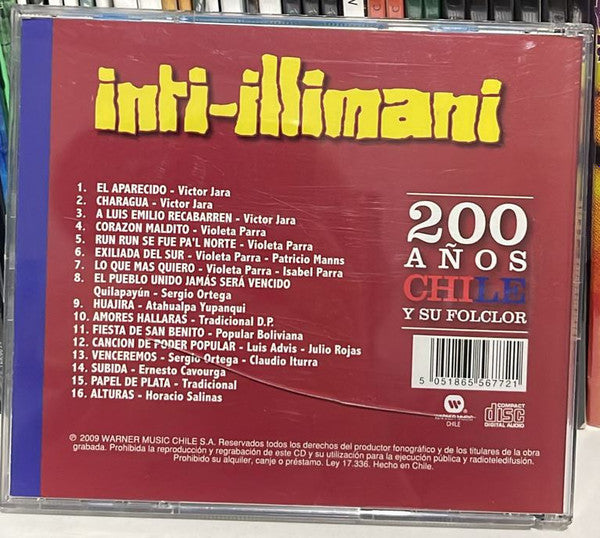 inti-illimani
1. EL APARECIDO - Victor Jara
2. CHARAGUA - Victor Jara
3. A LUIS EMILIO RECABARREN - Victor Jara
4. CORAZON MALDITO - Violeta Parra
5. RUN RUN SE FUE PA'L NORTE - Violeta Parra
6. EXILIADA DEL SUR - Violeta Parra - Patricio Manns
7. LO QUE MAS QUIERO - Violeta Parra - Isabel Parra
8. EL PUEBLO UNIDO JAMÁS SERÁ VENCIDO
Quilapayún - Sergio Ortega
9. HUAJIRA - Atahualpa Yupanqui
10. AMORES HALLARAS - Tradicional D.P.
11. FIESTA DE SAN BENITO - Popular Boliviana
12. CANCION DE PODER POPULAR - Luis Advis - Julio Rojas
13. VENCEREMOS - Sergio Ortega - Claudio Iturra
14. SUBIDA - Ernesto Cavourga
15. PAPEL DE PLATA - Tradicional
16. ALTURAS - Horacio Salinas
200
AÑOS
CHILE
Y SU FOLCLOR
5 051865 567721
WARNER MUSIC
CHILE
COMPACT
disc
DIGITAL AUDIO
℗ 2009 WARNER MUSIC CHILE S.A. Reservados todos los derechos del productor fonográfico y de los titulares de la obra
grabada. Prohibida la reproducción y regrabación de este CD y su utilización para la ejecución pública y radioteledifusión.
Prohibido su alquiler, canje o préstamo. Ley 17.336. Hecho en Chile.